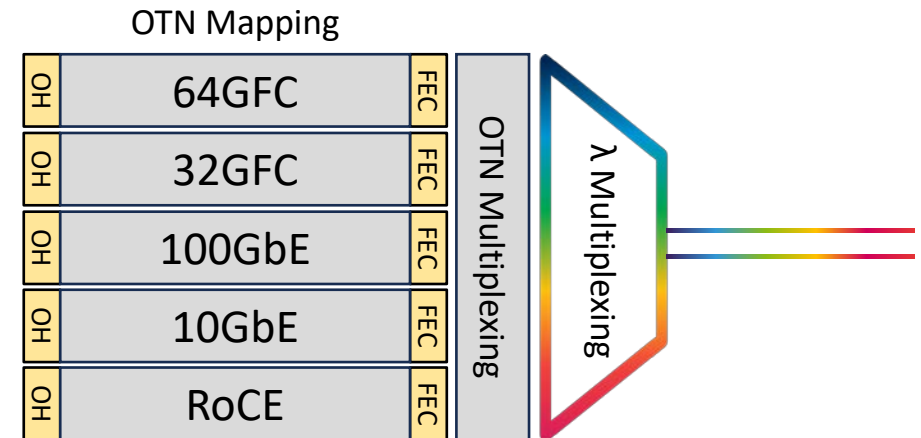 OTN Mapping
OH 64GFC FEC
OH 32GFC FEC
OH 100GbE FEC
OH 10GbE FEC
OH RoCE FEC
OTN Multiplexing
λ Multiplexing